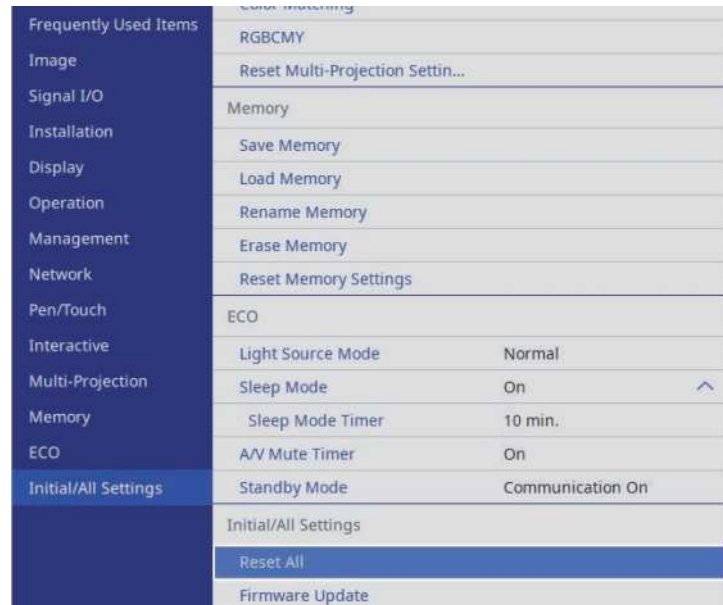 Frequently Used Items
Image
Signal I/O
Installation
Display
Operation
Management
Network
Pen/Touch
Interactive
Multi-Projection
Memory
ECO
Initial/All Settings
Color Matching
RGBCMY
Reset Multi-Projection Settin...
Memory
Save Memory
Load Memory
Rename Memory
Erase Memory
Reset Memory Settings
ECO
Light Source Mode Normal
Sleep Mode On
Sleep Mode Timer 10 min.
A/V Mute Timer On
Standby Mode Communication On
Initial/All Settings
Reset All
Firmware Update